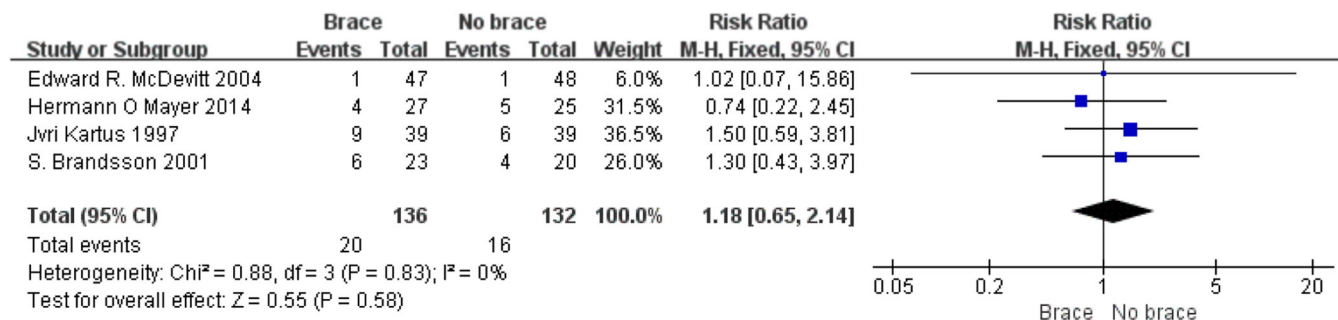 Brace No brace Risk Ratio Risk Ratio
Study or Subgroup Events Total Events Total Weight M-H, Fixed, 95% CI M-H, Fixed, 95% CI
Edward R. McDevitt 2004 1 47 1 48 6.0% 1.02 [0.07, 15.86]
Hermann O Mayer 2014 4 27 5 25 31.5% 0.74 [0.22, 2.45]
Jvri Kartus 1997 9 39 6 39 36.5% 1.50 [0.59, 3.81]
S. Brandsson 2001 6 23 4 20 26.0% 1.30 [0.43, 3.97]
Total (95% CI) 136 132 100.0% 1.18 [0.65, 2.14]
Total events 20 16
Heterogeneity: Chi² = 0.88, df = 3 (P = 0.83); I² = 0%
Test for overall effect: Z = 0.55 (P = 0.58)
0.05 0.2 1 5 20
Brace No brace